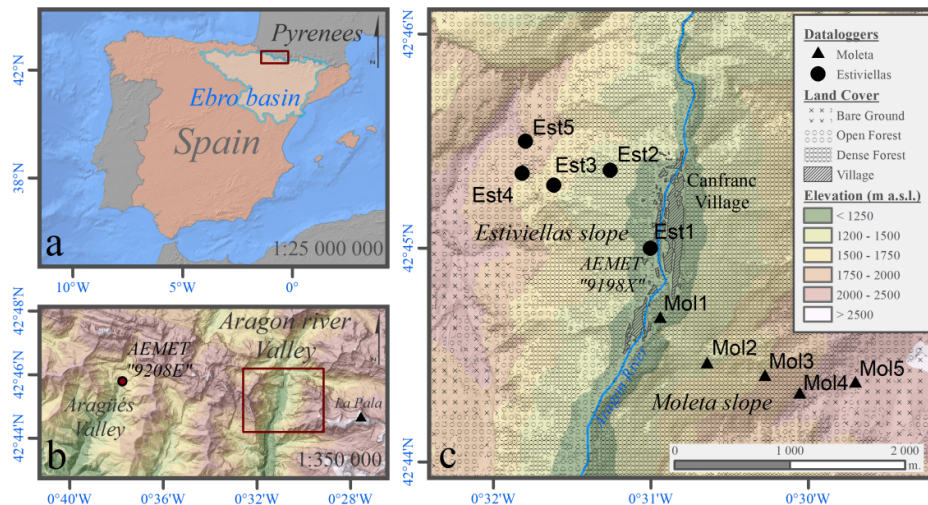 Pyrenees
Ebro basin
Spain
a
1:25 000 000
42°N
38°N
10°W
5°W
0°W
Aragon river
Valley
AEMET
"9208E"
Aragüés
Valley
La Pala
b
1:350 000
42°48'N
42°46'N
42°44'N
0°40'W
0°36'W
0°32'W
0°28'W
42°46'N
42°45'N
42°44'N
Est5
Est3
Est2
Est4
Canfranc
Village
Estiviellas slope
Est1
AEMET
"9198X"
Mol1
Mol2
Mol3
Mol5
Mol4
Moleta slope
Aragon River
c
0
1 000
2 000
m.
0°32'W
0°31'W
0°30'W
Dataloggers
Moleta
Estiviellas
Land Cover
Bare Ground
Open Forest
Dense Forest
Village
Elevation (m a.s.l.)
< 1250
1200 - 1500
1500 - 1750
1750 - 2000
2000 - 2500
> 2500